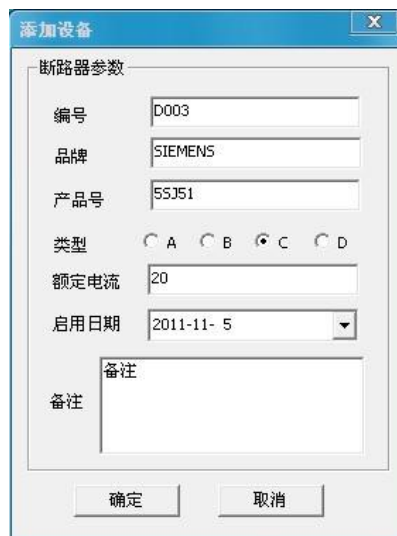 添加设备
断路器参数
编号 D003
品牌 SIEMENS
产品号 5SJ51
类型 A B C D
额定电流 20
启用日期 2011-11- 5
备注 备注
确定 取消